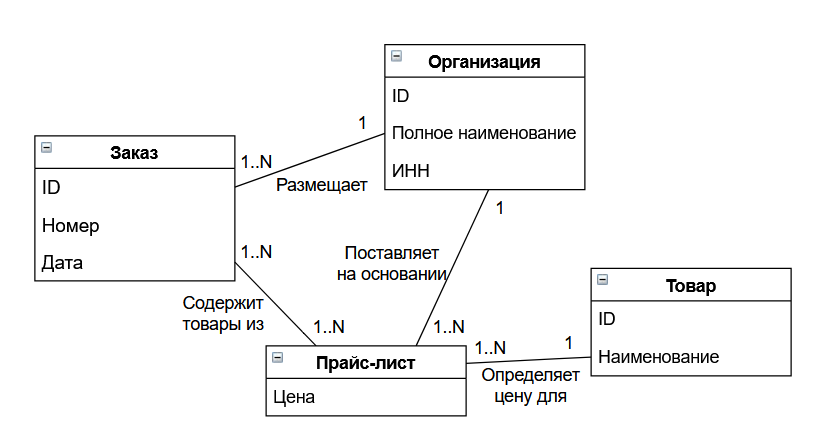 Организация
ID
Полное наименование
ИНН
Заказ
ID
Номер
Дата
1
1..N
Размещает
1
Поставляет
на основании
1..N
1..N
Содержит
товары из
1..N
Товар
ID
Наименование
1
1..N
Определяет
цену для
Прайс-лист
Цена